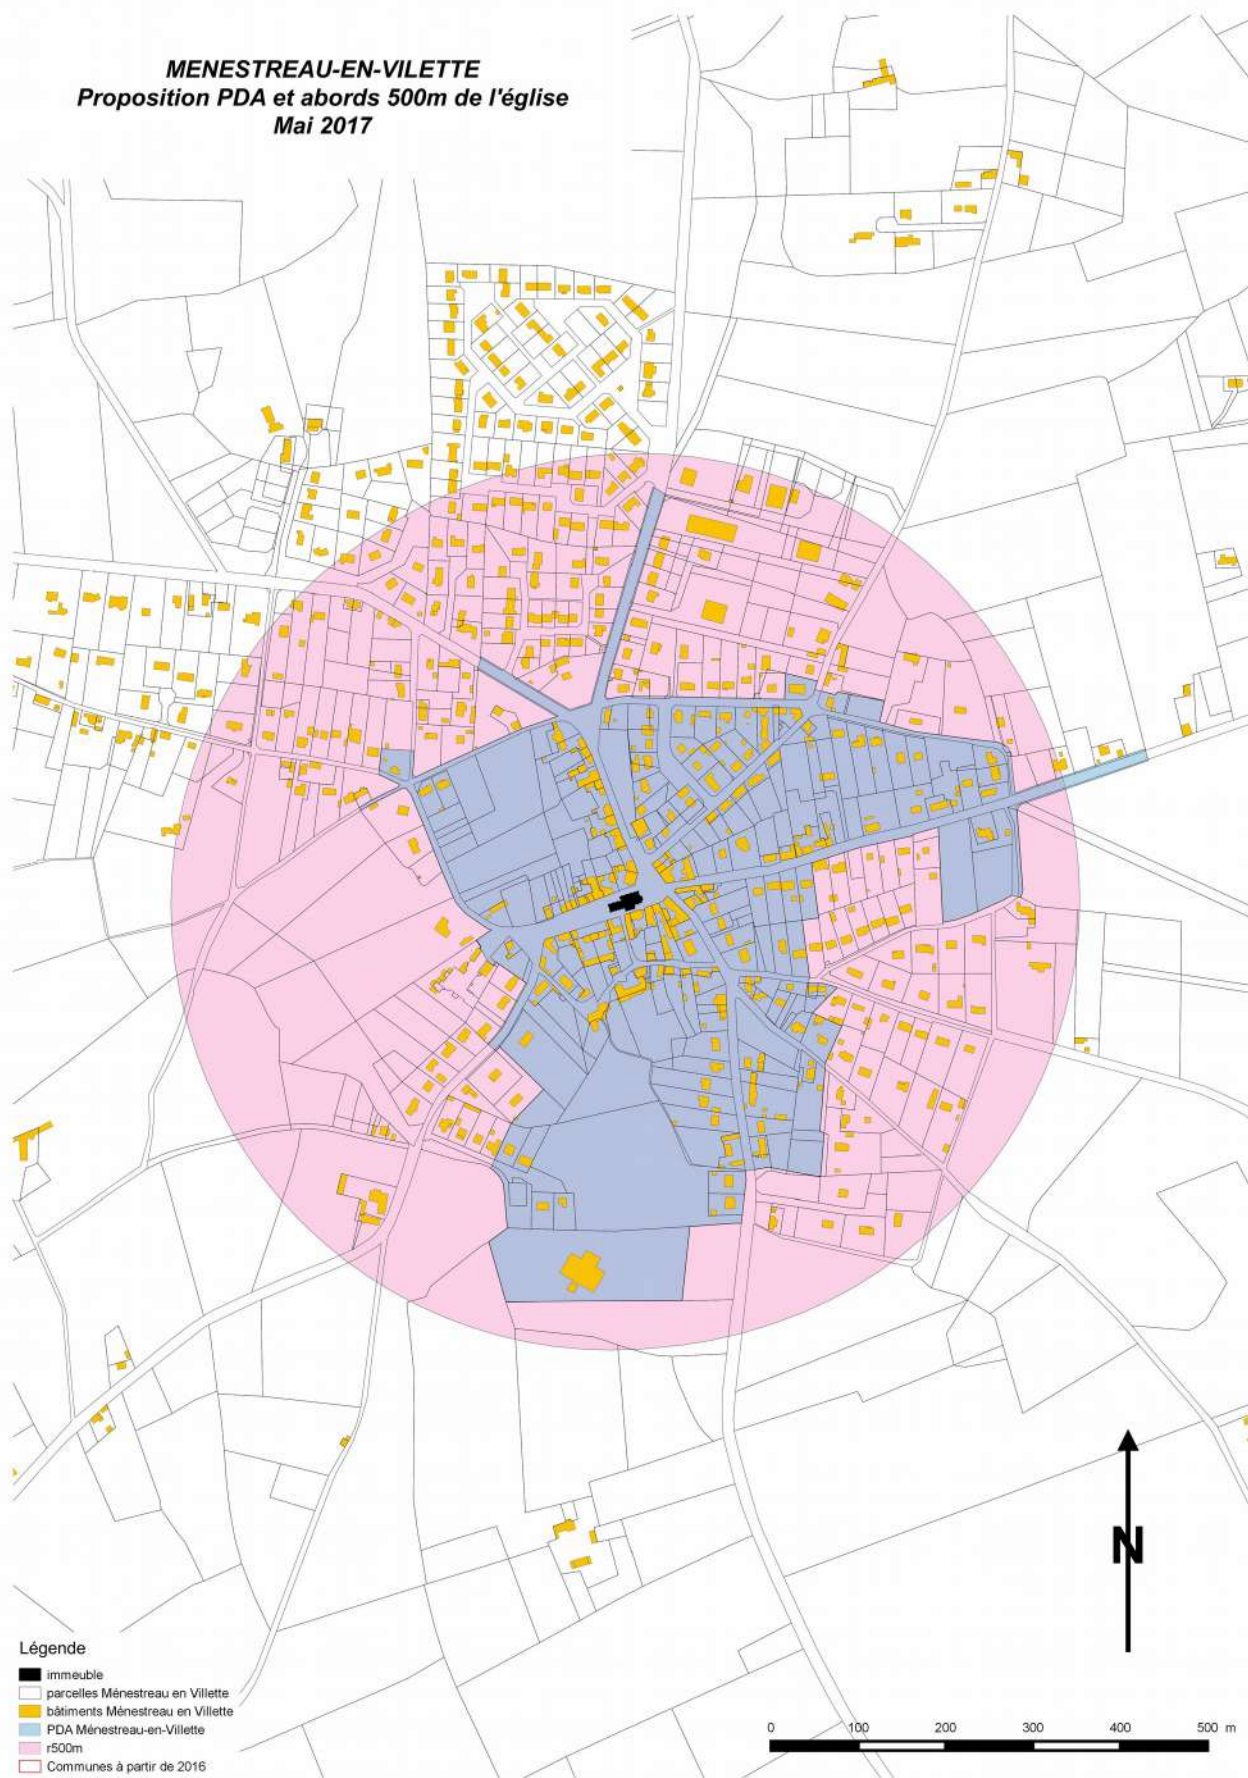 MENESTREAU-EN-VILETTE
Proposition PDA et abords 500m de l'église
Mai 2017
N
Légende
immeuble
parcelles Ménestreau en Villette
bâtiments Ménestreau en Villette
PDA Ménestreau-en-Villette
r500m
Communes à partir de 2016
0 100 200 300 400 500 m